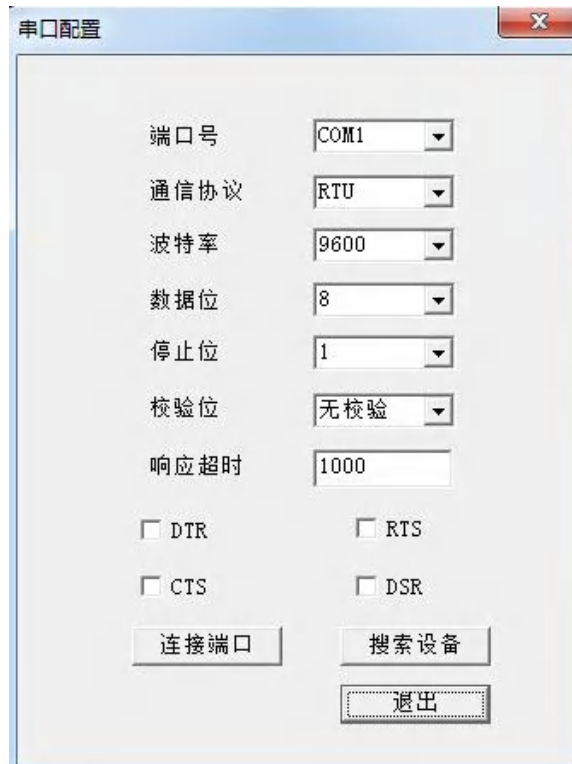 串口配置
端口号 COM1
通信协议 RTU
波特率 9600
数据位 8
停止位 1
校验位 无校验
响应超时 1000
DTR RTS
CTS DSR
连接端口 搜索设备
退出